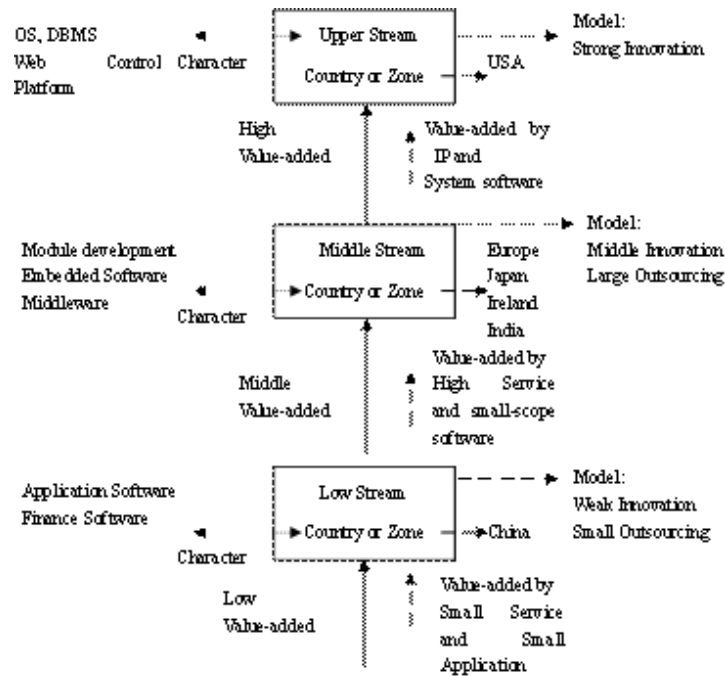 OS, DBMS
Web Control Character
Platform
Upper Stream
Country or Zone
Model:
Strong Innovation
USA
High
Value-added
Value-added by
IP and
System software
Module development
Embedded Software
Middleware
Character
Middle Stream
Country or Zone
Europe
Japan
Ireland
India
Model:
Middle Innovation
Large Outsourcing
Middle
Value-added
Value-added by
High Service
and small-scope
software
Application Software
Finance Software
Character
Low Stream
Country or Zone
China
Model:
Weak Innovation
Small Outsourcing
Low
Value-added
Value-added by
Small Service
and Small
Application